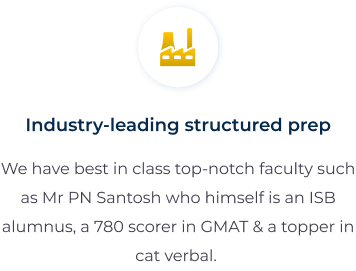 Industry-leading structured prep
We have best in class top-notch faculty such
as Mr PN Santosh who himself is an ISB
alumnus, a 780 scorer in GMAT & a topper in
cat verbal.